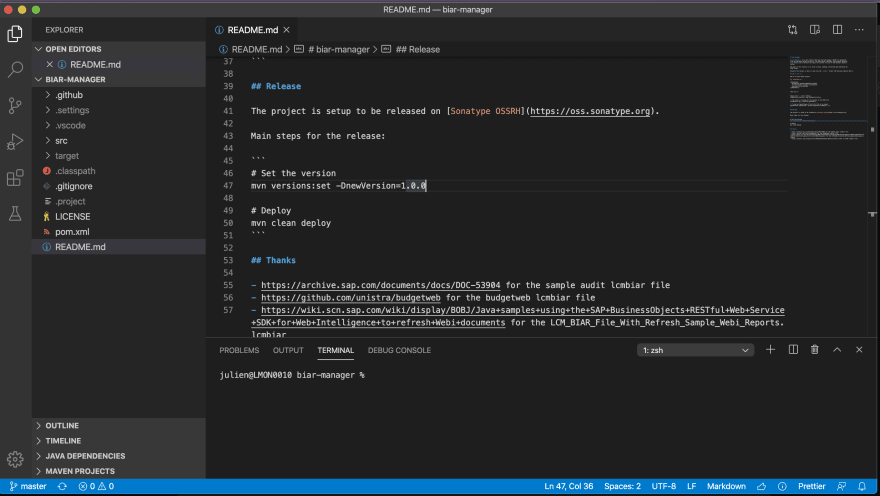 README.md — biar-manager
EXPLORER
OPEN EDITORS
README.md
BIAR-MANAGER
.github
.settings
.vscode
src
target
.classpath
.gitignore
.project
LICENSE
pom.xml
README.md
OUTLINE
TIMELINE
JAVA DEPENDENCIES
MAVEN PROJECTS
README.md
README.md > # biar-manager > ## Release
37 ```
38
39 ## Release
40
41 The project is setup to be released on [Sonatype OSSRH](https://oss.sonatype.org).
42
43 Main steps for the release:
44
45 ```
46 # Set the version
47 mvn versions:set -DnewVersion=1.0.0
48
49 # Deploy
50 mvn clean deploy
51 ```
52
53 ## Thanks
54
55 - https://archive.sap.com/documents/docs/DOC-53904 for the sample audit lcmbiar file
56 - https://github.com/unistra/budgetweb for the budgetweb lcmbiar file
57 - https://wiki.scn.sap.com/wiki/display/BOBJ/Java+samples+using+the+SAP+BusinessObjects+RESTful+Web+Service
+SDK+for+Web+Intelligence+to+refresh+Webi+documents for the LCM_BIAR_File_With_Refresh_Sample_Webi_Reports.
lcmbiar
PROBLEMS OUTPUT TERMINAL DEBUG CONSOLE 1: zsh
julien@LMON0010 biar-manager %
master 0 0 Ln 47, Col 36 Spaces: 2 UTF-8 LF Markdown Prettier